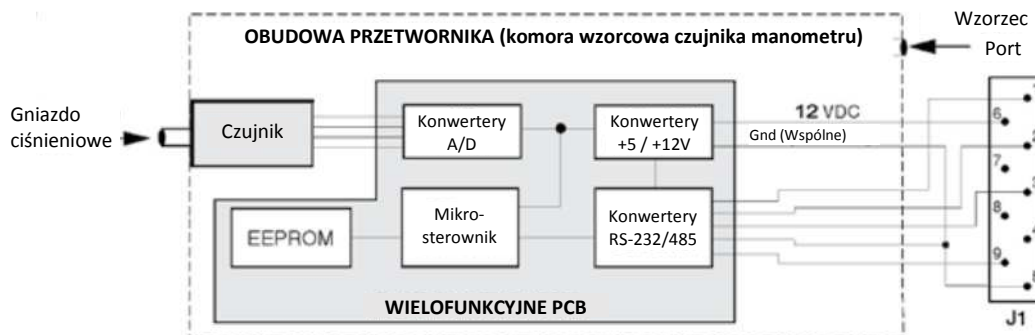 OBUDOWA PRZETWORNIKA (komora wzorcowa czujnika manometru)
Wzorzec
Port
Gniazdo
ciśnieniowe
Czujnik
Konwertery
A/D
Konwertery
+5 / +12V
12 VDC
Gnd (Wspólne)
EEPROM
Mikro-
sterownik
Konwertery
RS-232/485
WIELOFUNKCYJNE PCB
6
7
8
9
J1